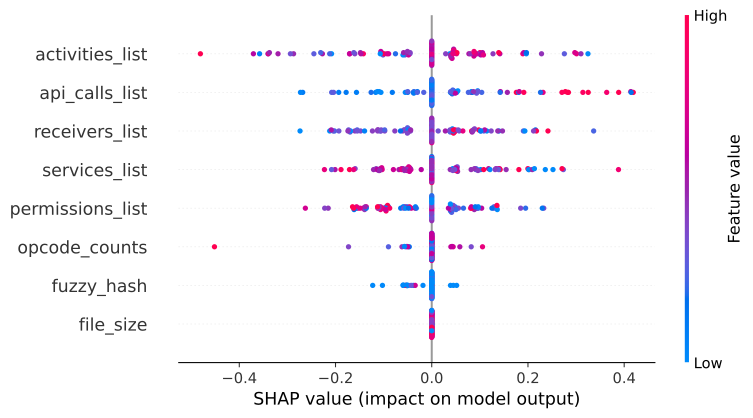 High
activities_list
api_calls_list
receivers_list
services_list
permissions_list
opcode_counts
fuzzy_hash
file_size
Feature value
Low
−0.4 −0.2 0.0 0.2 0.4
SHAP value (impact on model output)